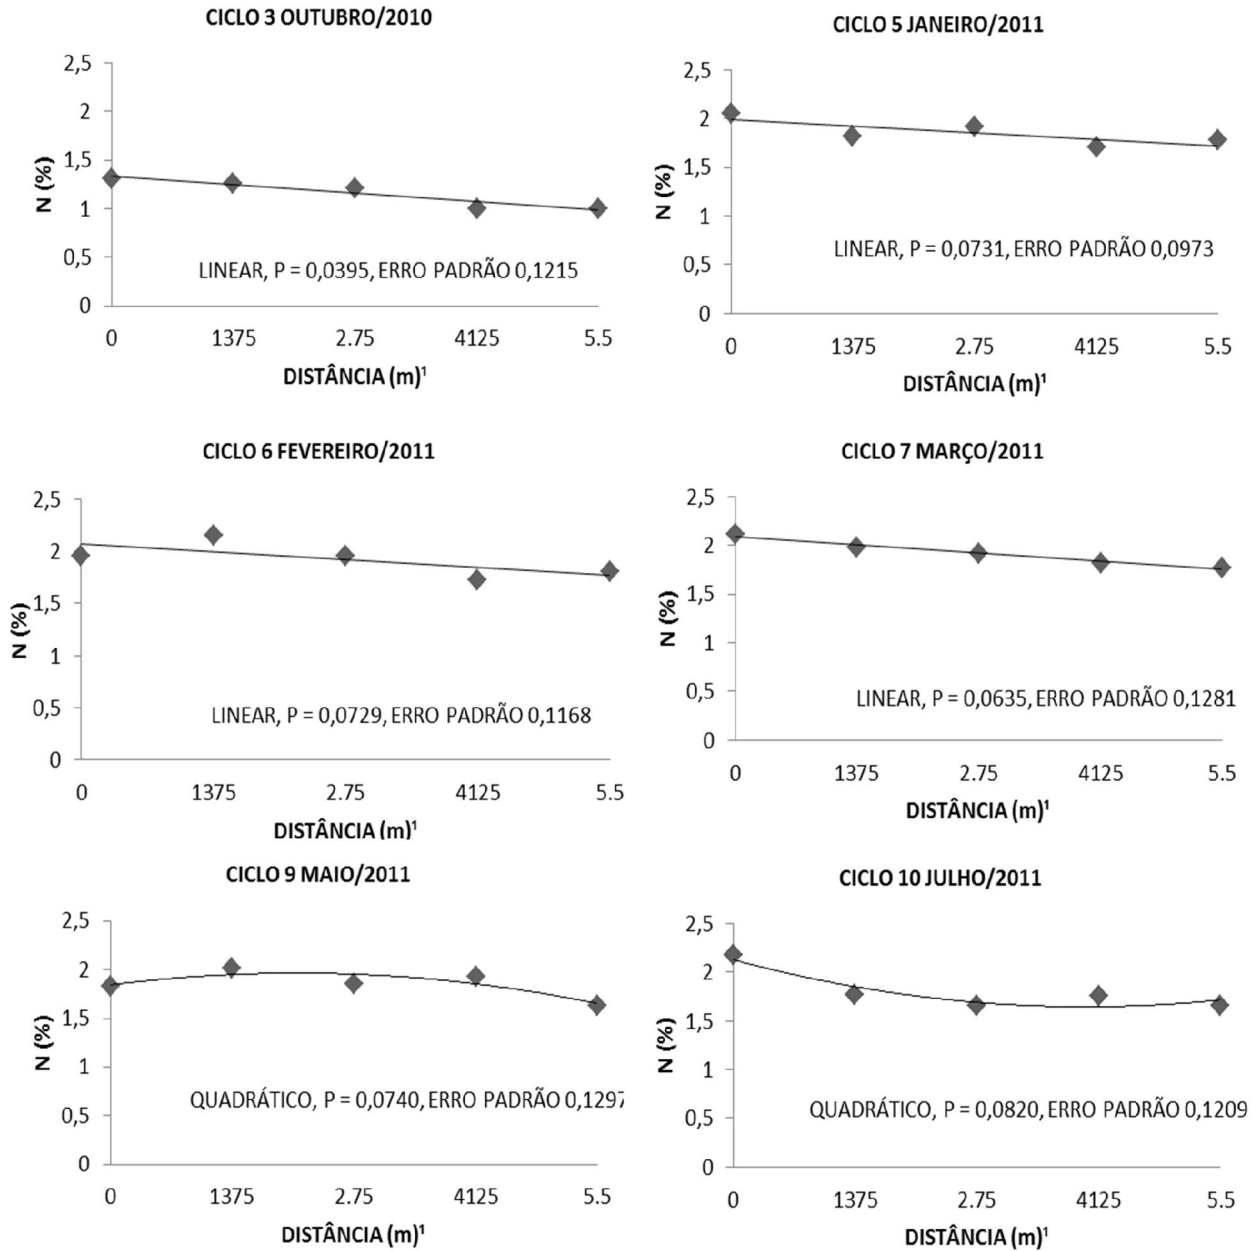 CICLO 3 OUTUBRO/2010
2,5
2
1,5
1
0,5
0
N (%)
LINEAR, P = 0,0395, ERRO PADRÃO 0,1215
0 1375 2.75 4125 5.5
DISTÂNCIA (m)¹
CICLO 5 JANEIRO/2011
2,5
2
1,5
1
0,5
0
N (%)
LINEAR, P = 0,0731, ERRO PADRÃO 0,0973
0 1375 2.75 4125 5.5
DISTÂNCIA (m)¹
CICLO 6 FEVEREIRO/2011
2,5
2
1,5
1
0,5
0
N (%)
LINEAR, P = 0,0729, ERRO PADRÃO 0,1168
0 1375 2.75 4125 5.5
DISTÂNCIA (m)¹
CICLO 7 MARÇO/2011
2,5
2
1,5
1
0,5
0
N (%)
LINEAR, P = 0,0635, ERRO PADRÃO 0,1281
0 1375 2.75 4125 5.5
DISTÂNCIA (m)¹
CICLO 9 MAIO/2011
2,5
2
1,5
1
0,5
0
N (%)
QUADRÁTICO, P = 0,0740, ERRO PADRÃO 0,1297
0 1375 2.75 4125 5.5
DISTÂNCIA (m)¹
CICLO 10 JULHO/2011
2,5
2
1,5
1
0,5
0
N (%)
QUADRÁTICO, P = 0,0820, ERRO PADRÃO 0,1209
0 1375 2.75 4125 5.5
DISTÂNCIA (m)¹